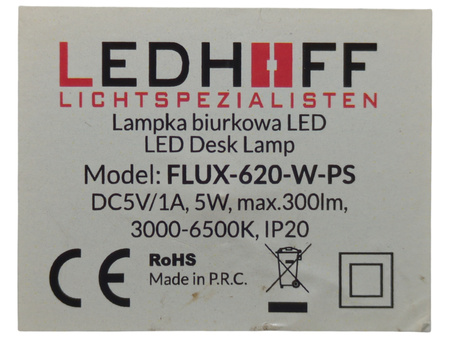 LEDHOFF
LICHTSPEZIALISTEN
Lampka biurkowa LED
LED Desk Lamp
Model: FLUX-620-W-PS
DC5V/1A, 5W, max.300lm,
3000-6500K, IP20
CE
RoHS
Made in P.R.C.